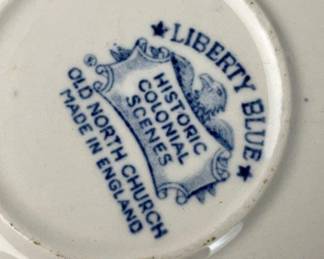 ★ LIBERTY BLUE ★
HISTORIC
COLONIAL
SCENES
OLD NORTH CHURCH
MADE IN ENGLAND